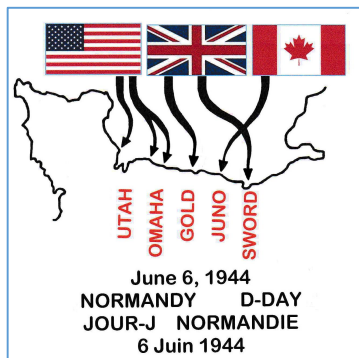 UTAH
OMAHA
GOLD
JUNO
SWORD
June 6, 1944
NORMANDY D-DAY
JOUR-J NORMANDIE
6 Juin 1944